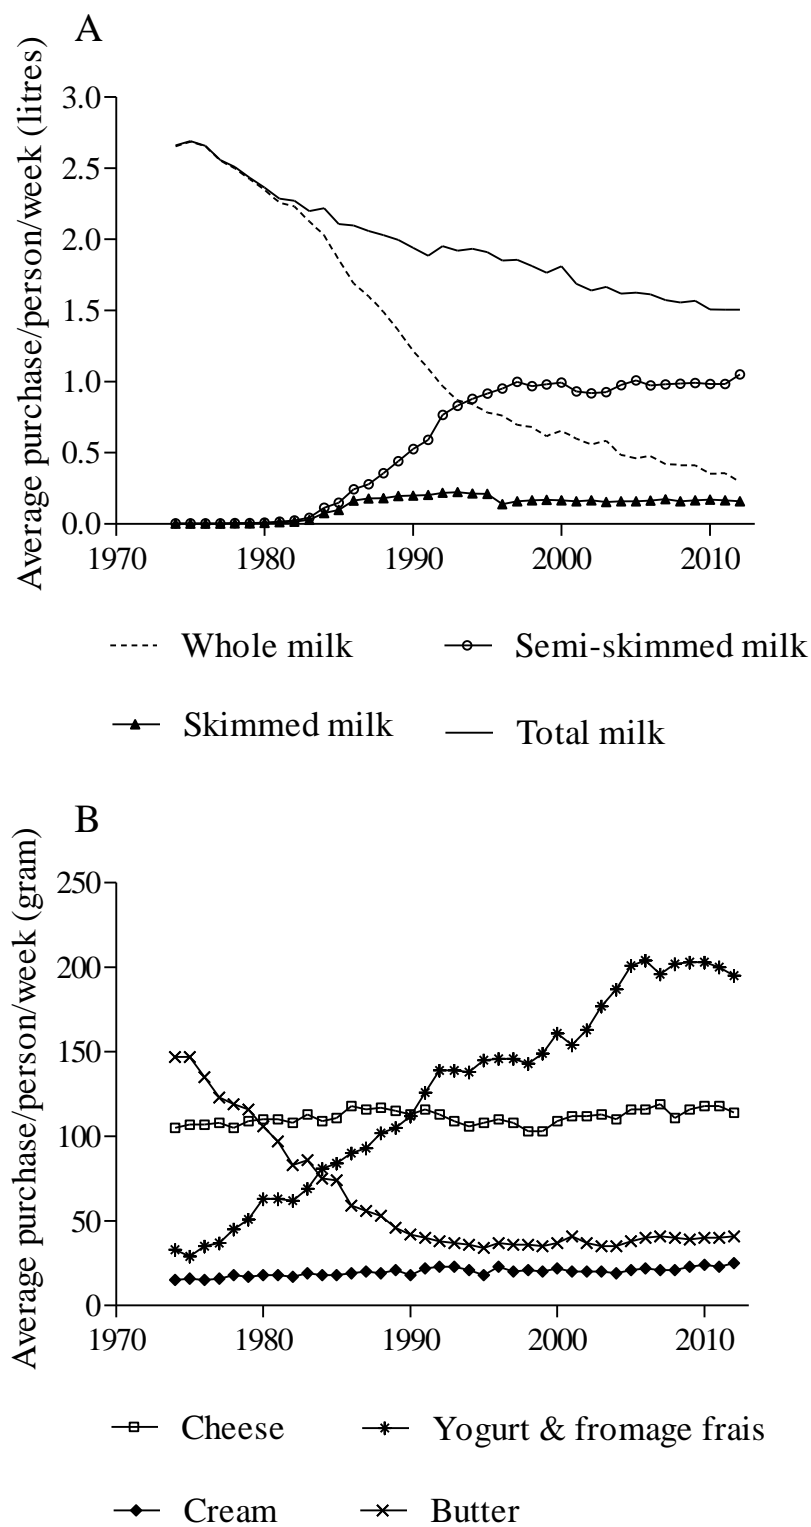 A
Average purchase/person/week (litres)
3.0
2.5
2.0
1.5
1.0
0.5
0.0
1970 1980 1990 2000 2010
Whole milk Semi-skimmed milk
Skimmed milk Total milk
B
Average purchase/person/week (gram)
250
200
150
100
50
0
1970 1980 1990 2000 2010
Cheese Yogurt & fromage frais
Cream Butter